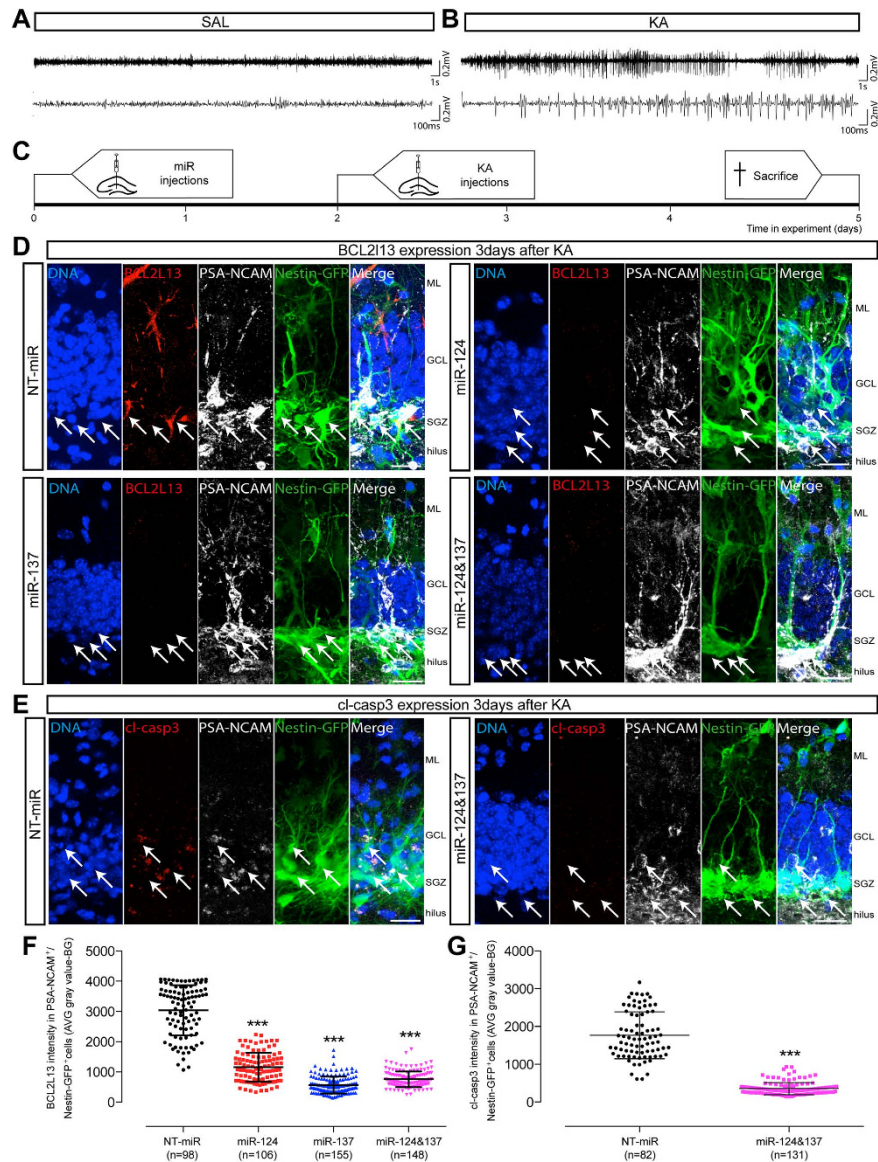 A
SAL
1s
0.2mV
100ms
0.2mV
B
KA
1s
0.2mV
100ms
0.2mV
C
miR
injections
KA
injections
Sacrifice
0 1 2 3 4 5
Time in experiment (days)
D
BCL2l13 expression 3days after KA
NT-miR
DNA BCL2L13 PSA-NCAM Nestin-GFP Merge
ML
GCL
SGZ
hilus
miR-124
DNA BCL2L13 PSA-NCAM Nestin-GFP Merge
ML
GCL
SGZ
hilus
miR-137
DNA BCL2L13 PSA-NCAM Nestin-GFP Merge
ML
GCL
SGZ
hilus
miR-124&137
DNA BCL2L13 PSA-NCAM Nestin-GFP Merge
ML
GCL
SGZ
hilus
E
cl-casp3 expression 3days after KA
NT-miR
DNA cl-casp3 PSA-NCAM Nestin-GFP Merge
ML
GCL
SGZ
hilus
miR-124&137
DNA cl-casp3 PSA-NCAM Nestin-GFP Merge
ML
GCL
SGZ
hilus
F
BCL2L13 intensity in PSA-NCAM+/
Nestin-GFP+cells (AVG gray value-BG)
5000
4000
3000
2000
1000
0
***
***
***
NT-miR miR-124 miR-137 miR-124&137
(n=98) (n=106) (n=155) (n=148)
G
cl-casp3 intensity in PSA-NCAM+/
Nestin-GFP+cells (AVG gray value-BG)
4000
3000
2000
1000
0
***
NT-miR miR-124&137
(n=82) (n=131)